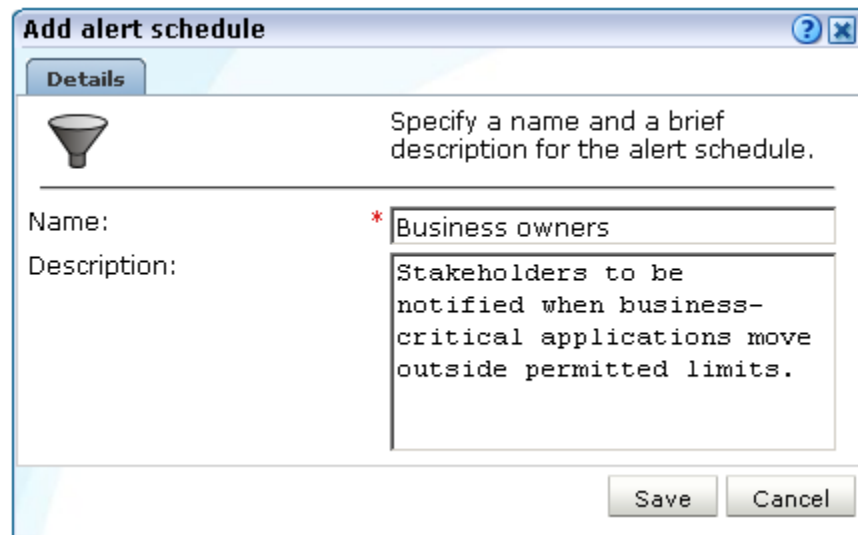 Add alert schedule
Details
Specify a name and a brief
description for the alert schedule.
Name: * Business owners
Description:
Stakeholders to be
notified when business-
critical applications move
outside permitted limits.
Save Cancel